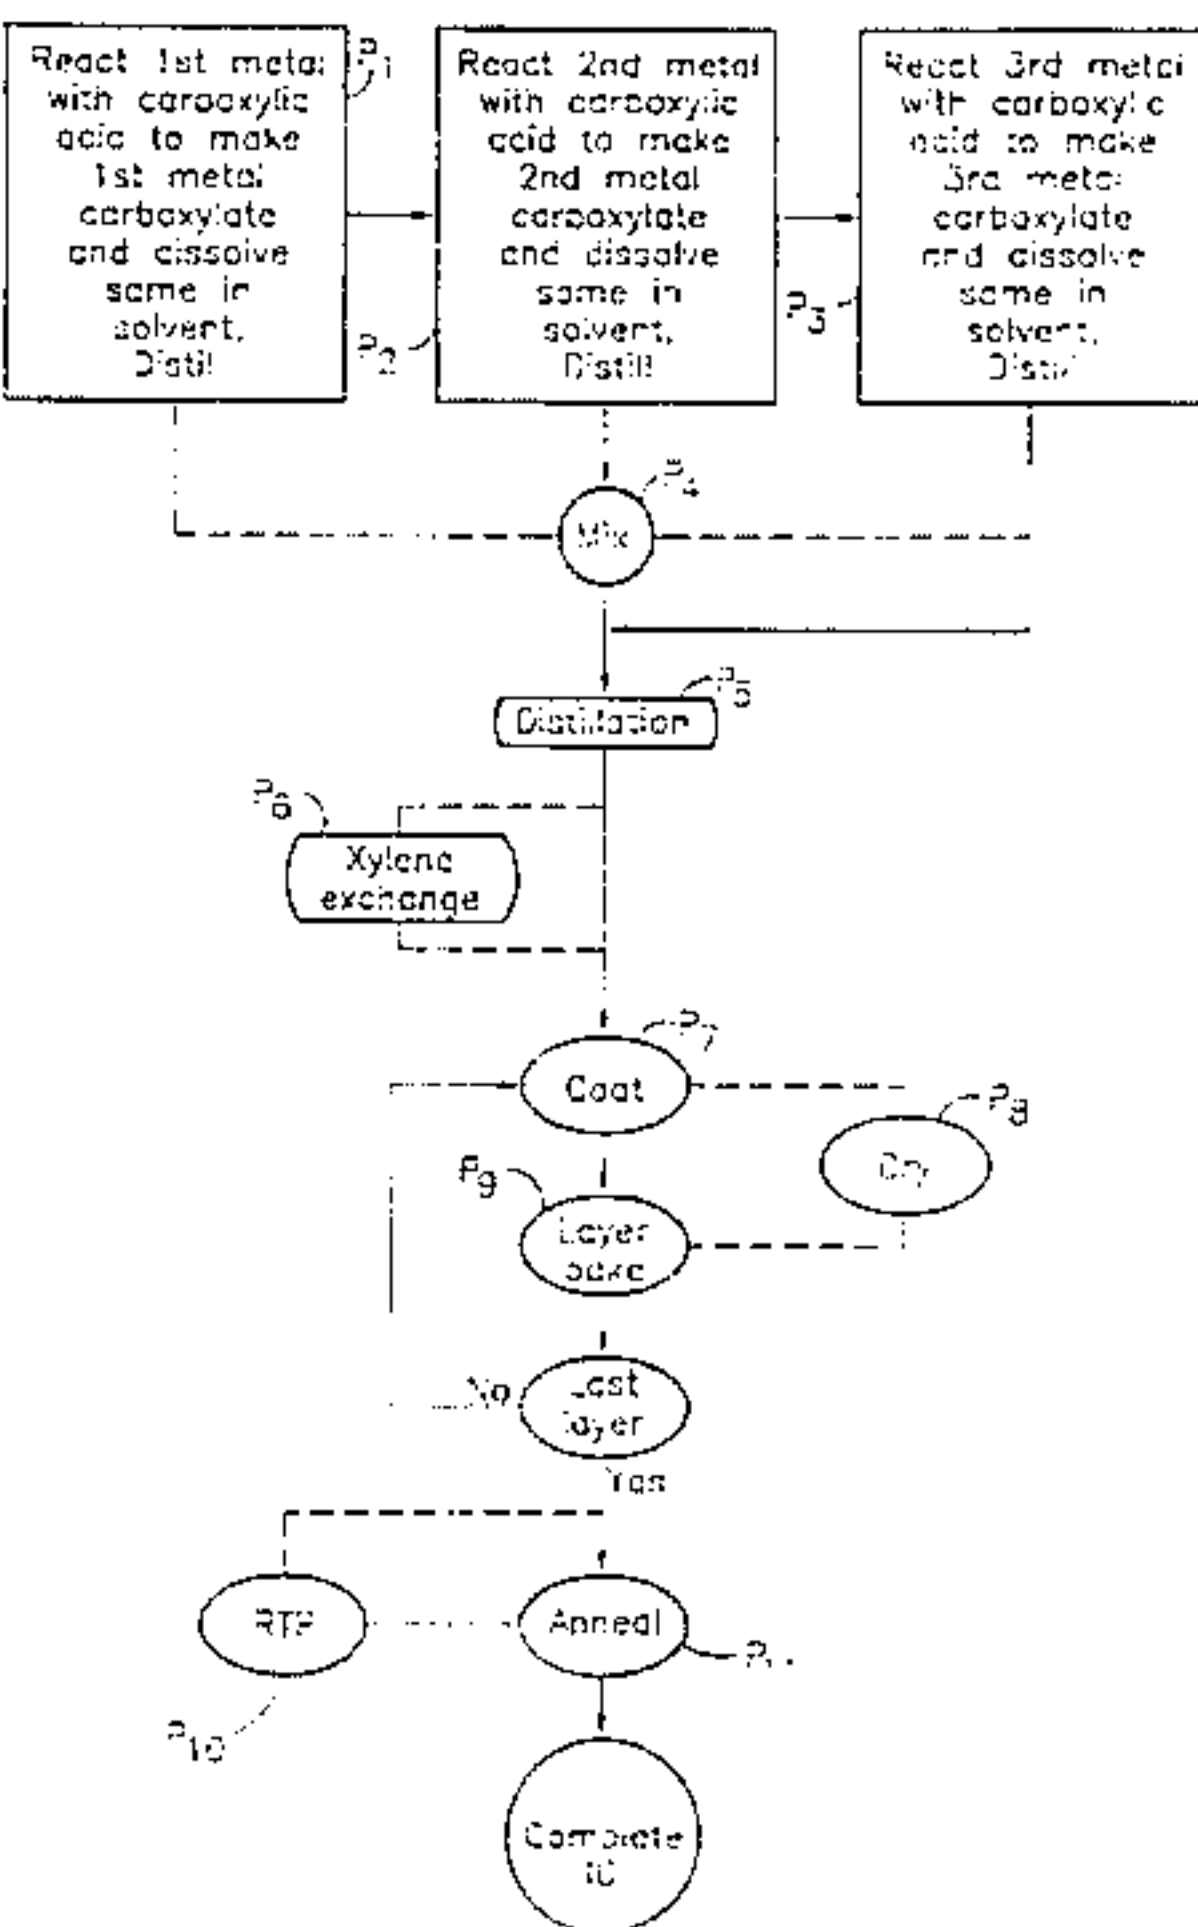 React 1st metal
with carboxylic
acid to make
1st metal
carboxylate
and dissolve
same in
solvent,
Distill
P1
React 2nd metal
with carboxylic
acid to make
2nd metal
carboxylate
and dissolve
same in
solvent,
Distill
P2
React 3rd metal
with carboxylic
acid to make
3rd metal
carboxylate
and dissolve
same in
solvent,
Distill
P3
P4
Mix
P5
Distillation
P6
Xylene
exchange
P7
Coat
P8
Dry
P9
Layer
bake
No
Last
layer
Yes
RTP
Anneal
P10
Complete
IC